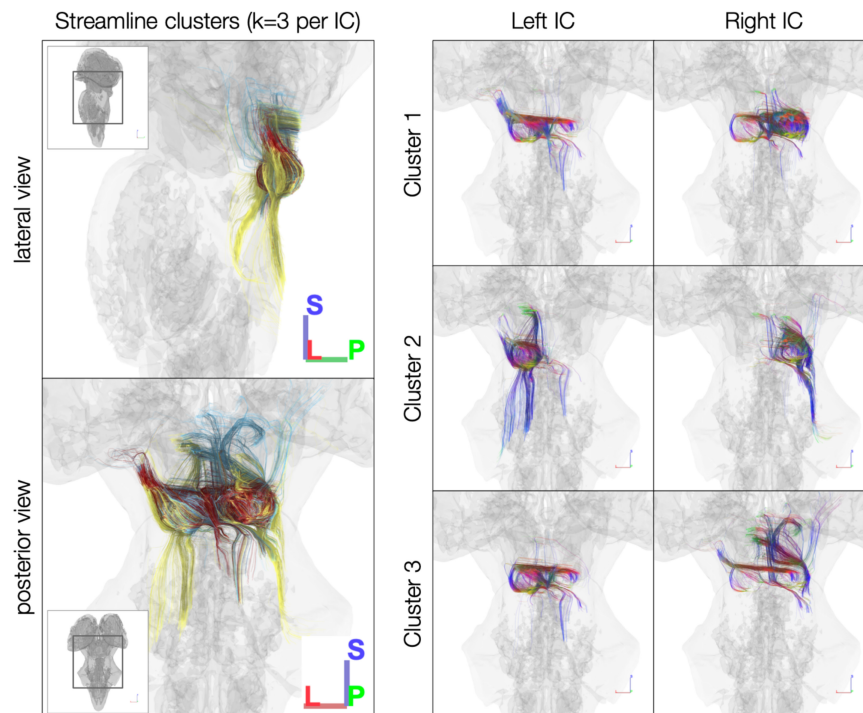 Streamline clusters (k=3 per IC)
Left IC
Right IC
lateral view
S
L
P
Cluster 1
Cluster 2
posterior view
S
L
P
Cluster 3